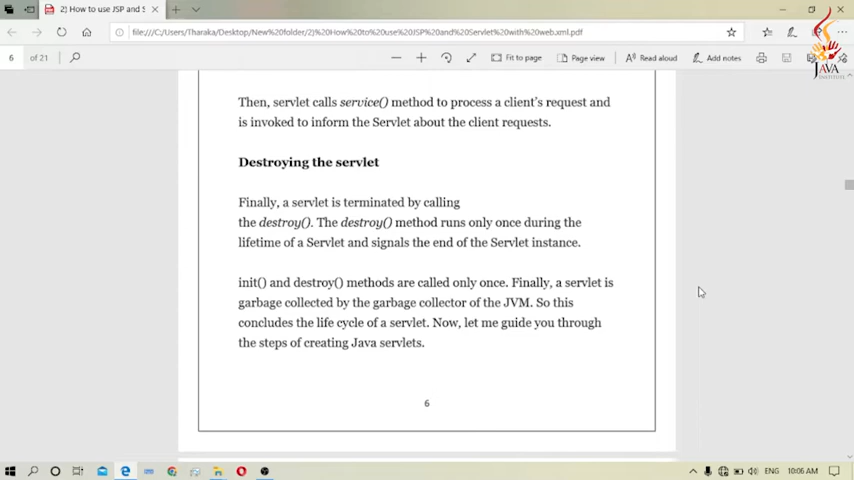 2) How to use JSP and S
file:///C:/Users/Tharaka/Desktop/New%20folder/2)%20How%20to%20use%20JSP%20and%20Servlet%20with%20web.xml.pdf
6 of 21
Fit to page
Page view
Read aloud
Add notes
JAVA
INSTITUTE
Then, servlet calls service() method to process a client's request and
is invoked to inform the Servlet about the client requests.
Destroying the servlet
Finally, a servlet is terminated by calling
the destroy(). The destroy() method runs only once during the
lifetime of a Servlet and signals the end of the Servlet instance.
init() and destroy() methods are called only once. Finally, a servlet is
garbage collected by the garbage collector of the JVM. So this
concludes the life cycle of a servlet. Now, let me guide you through
the steps of creating Java servlets.
6
ENG
10:06 AM